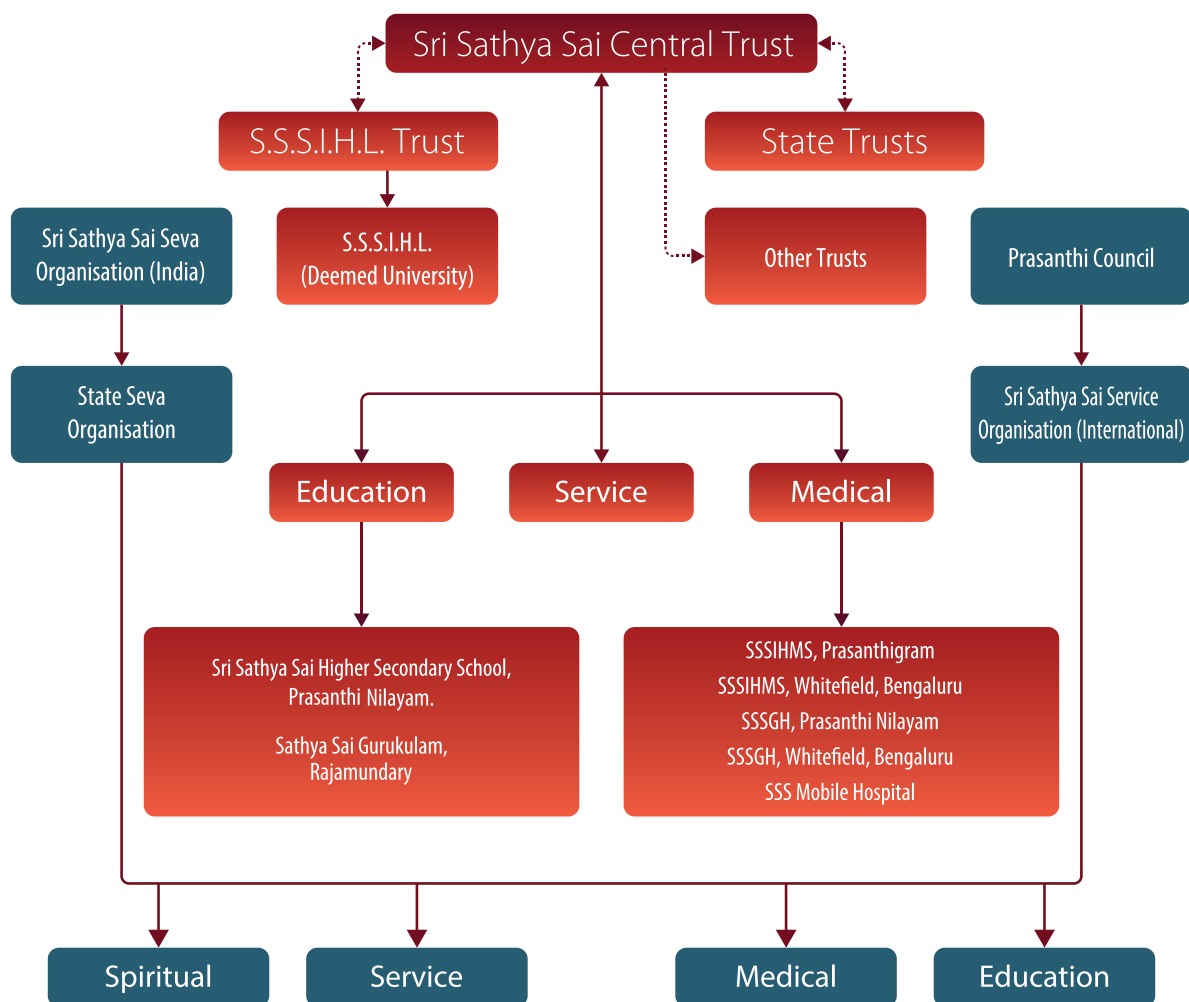 Sri Sathya Sai Central Trust
S.S.S.I.H.L. Trust
State Trusts
Sri Sathya Sai Seva
Organisation (India)
S.S.S.I.H.L.
(Deemed University)
Other Trusts
Prasanthi Council
State Seva
Organisation
Sri Sathya Sai Service
Organisation (International)
Education
Service
Medical
Sri Sathya Sai Higher Secondary School,
Prasanthi Nilayam.
Sathya Sai Gurukulam,
Rajamundary
SSSIHMS, Prasanthigram
SSSIHMS, Whitefield, Bengaluru
SSSGH, Prasanthi Nilayam
SSSGH, Whitefield, Bengaluru
SSS Mobile Hospital
Spiritual
Service
Medical
Education